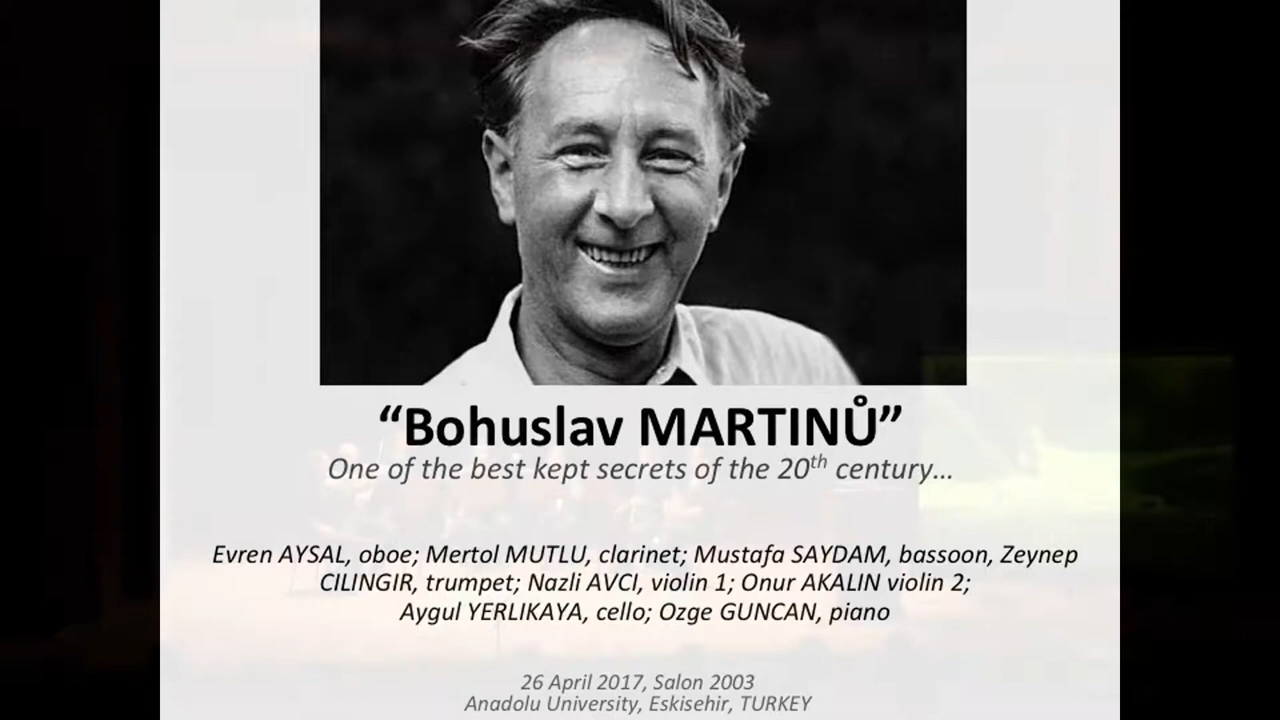 “Bohuslav MARTINŮ”
One of the best kept secrets of the 20th century…
Evren AYSAL, oboe; Mertol MUTLU, clarinet; Mustafa SAYDAM, bassoon, Zeynep
CILINGIR, trumpet; Nazli AVCI, violin 1; Onur AKALIN violin 2;
Aygul YERLIKAYA, cello; Ozge GUNCAN, piano
26 April 2017, Salon 2003
Anadolu University, Eskisehir, TURKEY